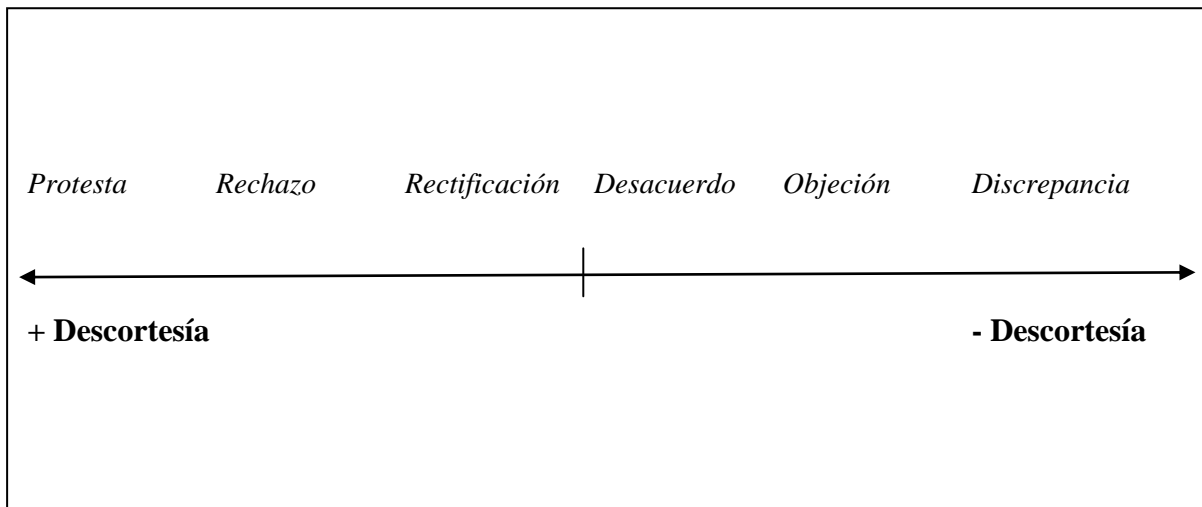 Protesta Rechazo Rectificación Desacuerdo Objeción Discrepancia
+ Descortesía - Descortesía